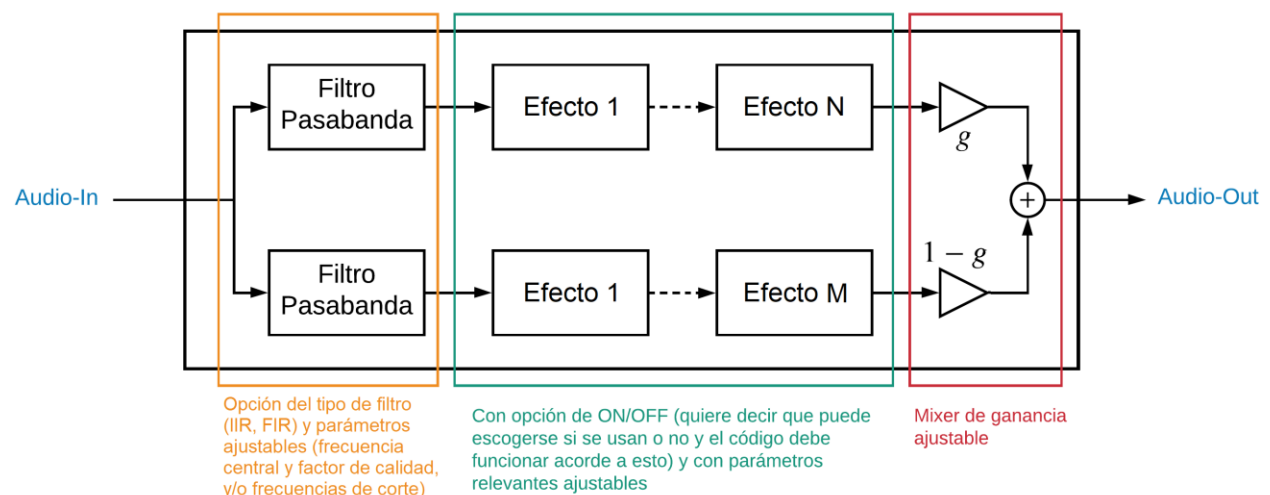 Filtro
Pasabanda
Efecto 1
Efecto N
g
Audio-In
Audio-Out
+
Filtro
Pasabanda
Efecto 1
Efecto M
1 − g
Opción del tipo de filtro
(IIR, FIR) y parámetros
ajustables (frecuencia
central y factor de calidad,
y/o frecuencias de corte)
Con opción de ON/OFF (quiere decir que puede
escogerse si se usan o no y el código debe
funcionar acorde a esto) y con parámetros
relevantes ajustables
Mixer de ganancia
ajustable